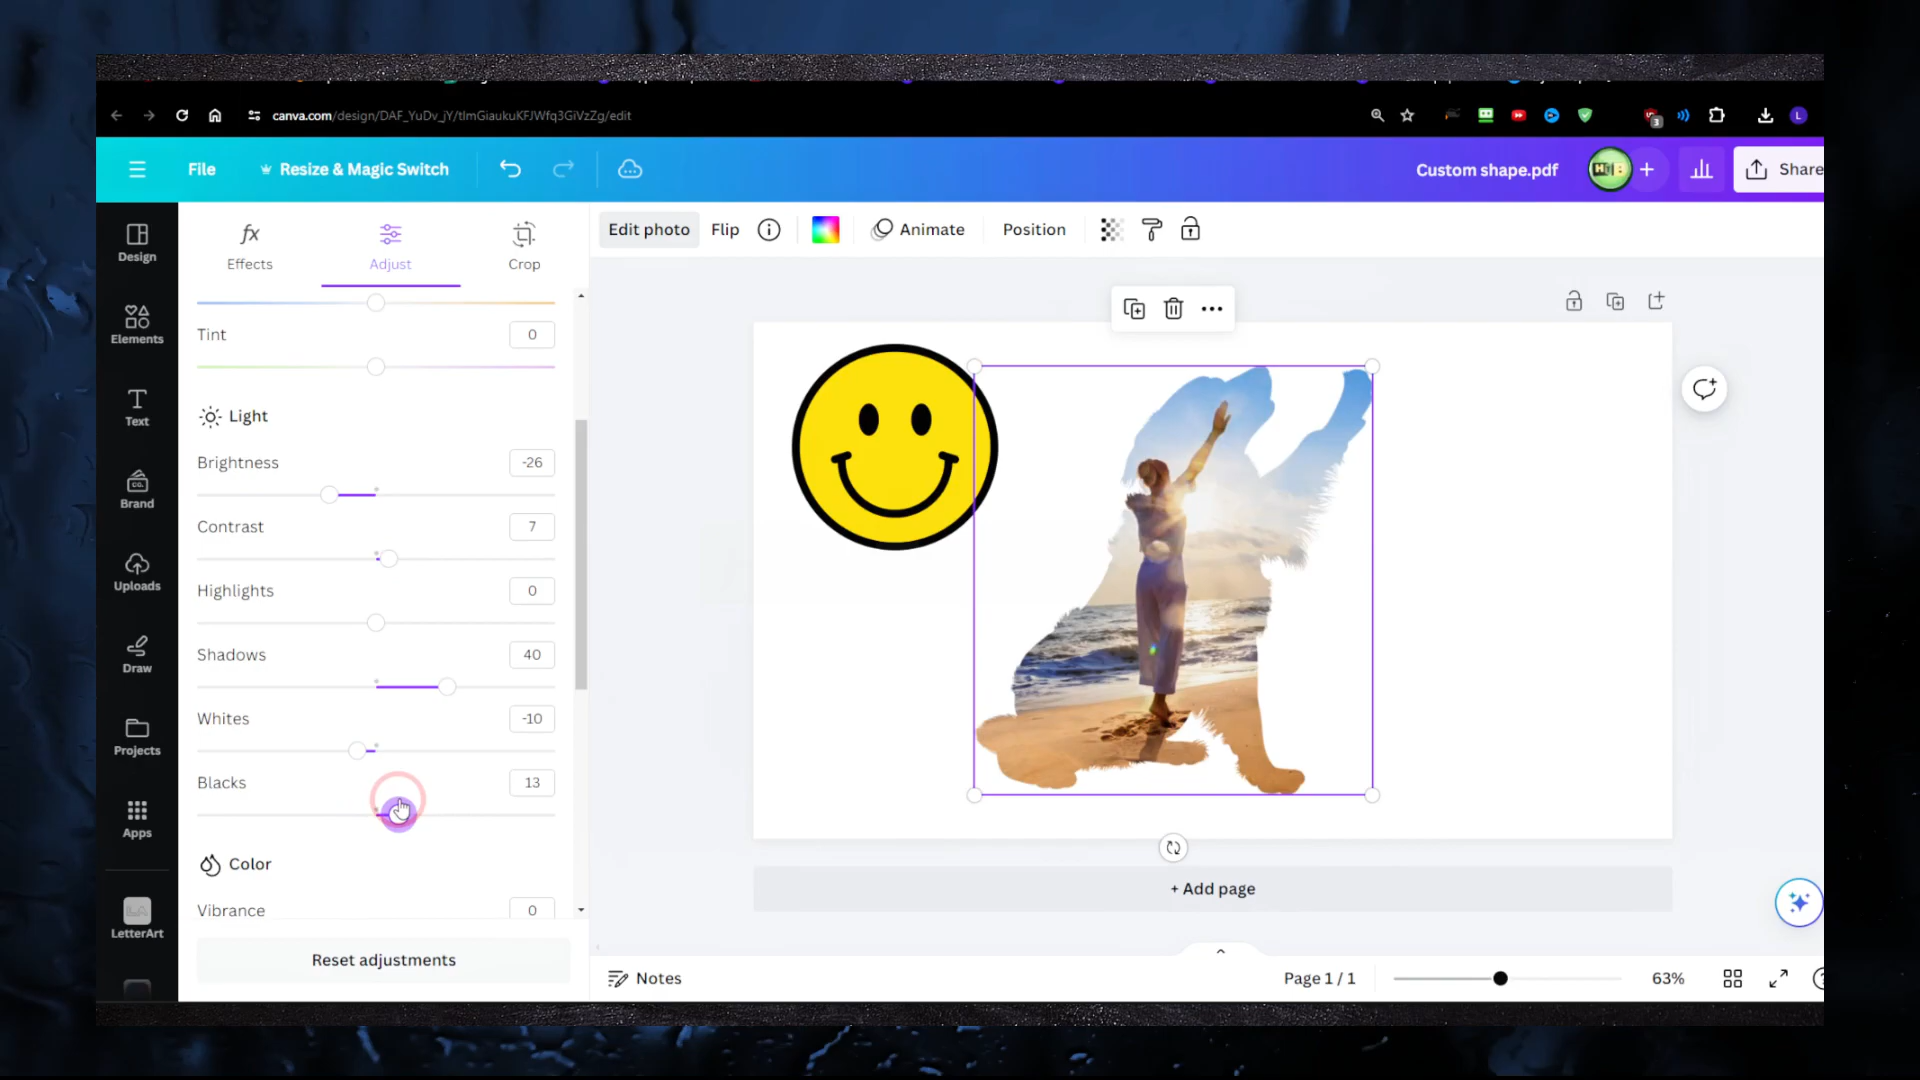 canva.com/design/DAF_YuDv_jY/tlmGiaukuKFJWfq3GiVzZg/edit
3
L
File
Resize & Magic Switch
Custom shape.pdf
Share
Design
Elements
Text
Brand
Uploads
Draw
Projects
Apps
LetterArt
fx
Effects
Adjust
Crop
Edit photo
Flip
Animate
Position
Tint
0
Light
Brightness
-26
Contrast
7
Highlights
0
Shadows
40
Whites
-10
Blacks
13
Color
Vibrance
0
Reset adjustments
+ Add page
Notes
Page 1 / 1
63%